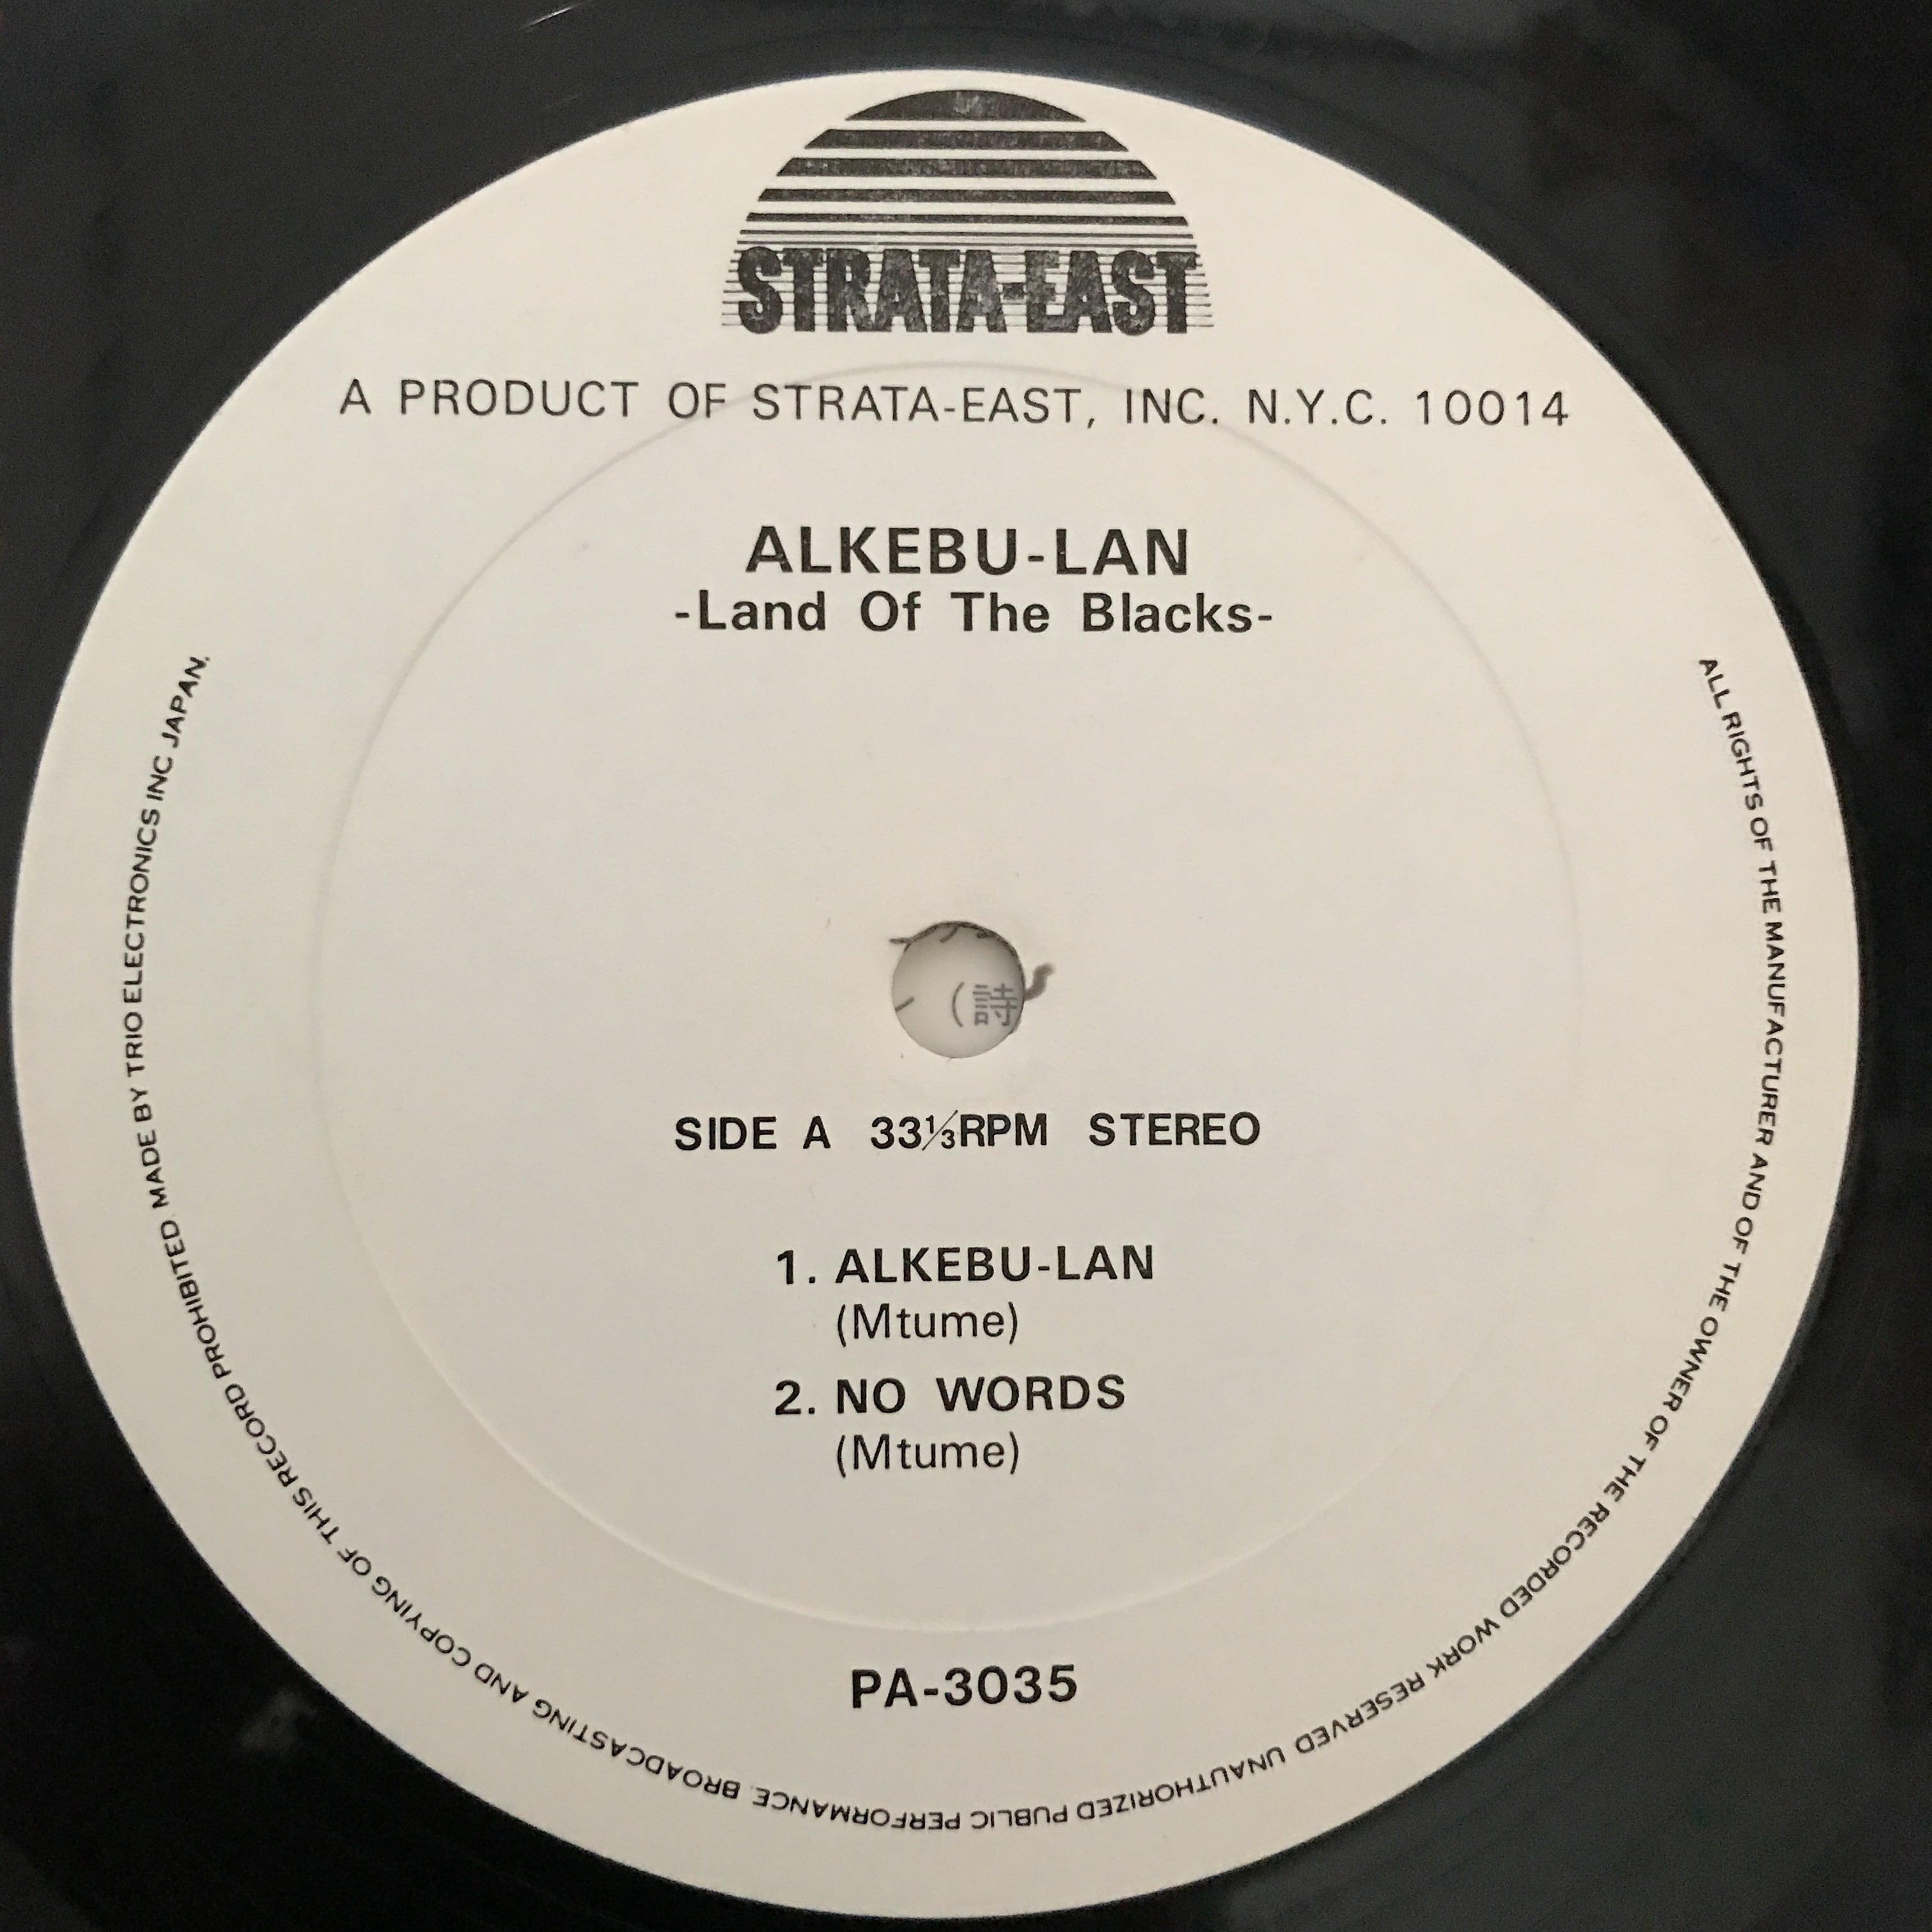 STRATA-EAST
A PRODUCT OF STRATA-EAST, INC. N.Y.C. 10014
ALKEBU-LAN
-Land Of The Blacks-
(詩
SIDE A 33⅓RPM STEREO
1. ALKEBU-LAN
(Mtume)
2. NO WORDS
(Mtume)
PA-3035
ALL RIGHTS OF THE MANUFACTURER AND OF THE OWNER OF THE RECORDED WORK RESERVED UNAUTHORIZED PUBLIC PERFORMANCE BROADCASTING AND COPYING OF THIS RECORD PROHIBITED MADE BY TRIO ELECTRONICS INC JAPAN.